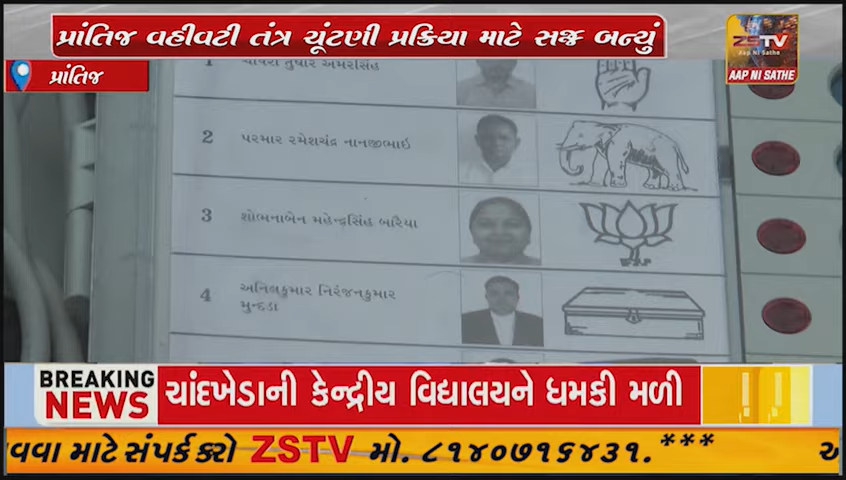 પ્રાંતિજ વહીવટી તંત્ર ચૂંટણી પ્રક્રિયા માટે સજ્જ બન્યું
ZSTV
Aap Ni Sathe
AAP NI SATHE
પ્રાંતિજ
1 ચૌધરી તુષાર અમરસિંહ
2 પરમાર રમેશચંદ્ર નાનજીભાઇ
3 શોભનાબેન મહેન્દ્રસિંહ બારૈયા
4 અનિલકુમાર નિરંજનકુમાર
મુન્દડા
BREAKING
NEWS
ચાંદખેડાની કેન્દ્રીય વિદ્યાલયને ધમકી મળી
વવા માટે સંપર્ક કરો ZSTV મો. ૮૧૪૦૭૧૬૪૩૧.***